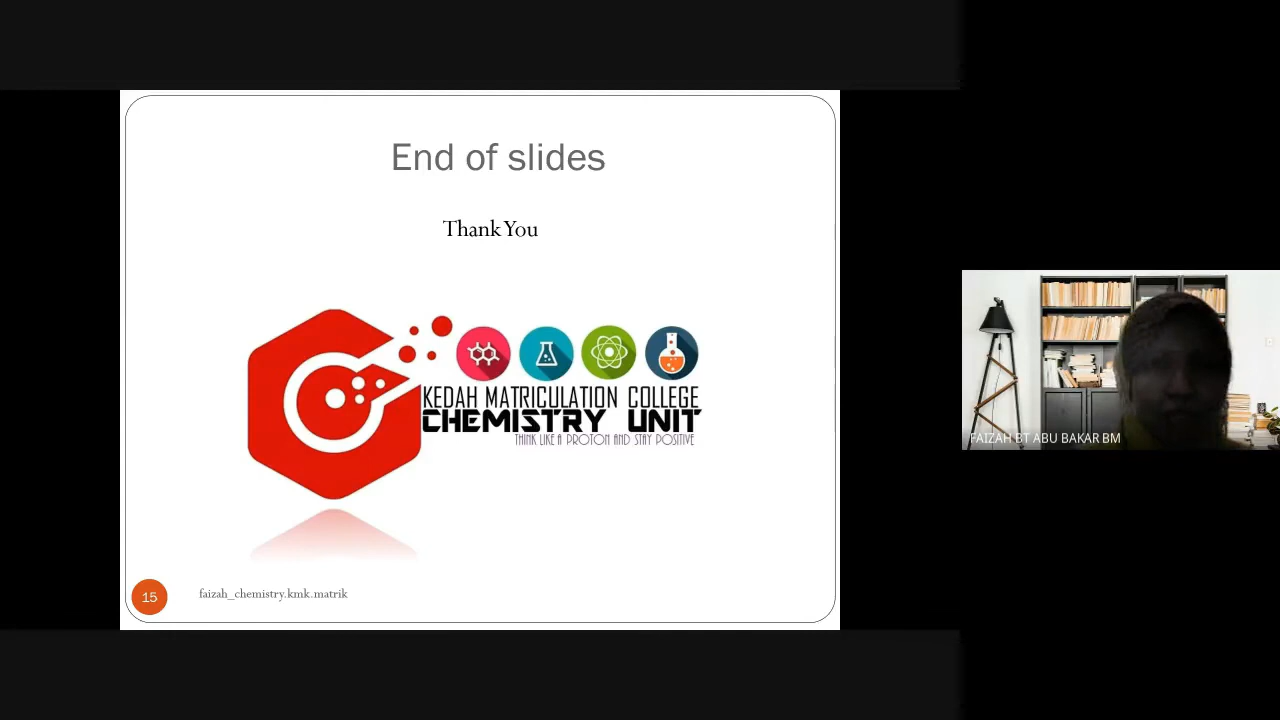 End of slides
Thank You
KEDAH MATRICULATION COLLEGE
CHEMISTRY UNIT
THINK LIKE A PROTON AND STAY POSITIVE
15
faizah_chemistry.kmk.matrik
FAIZAH BT ABU BAKAR BM